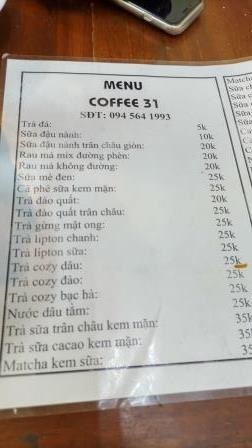 MENU
COFFEE 31
SĐT: 094 564 1993
Trà đá: 5k
Sữa đậu nành: 10k
Sữa đậu nành trân châu giòn: 20k
Rau má mix đường phèn: 20k
Rau má không đường: 20k
Sữa mè đen: 25k
Cà phê sữa kem mặn: 25k
Trà đào quất: 20k
Trà đào quất trân châu: 25k
Trà gừng mật ong: 25k
Trà lipton chanh: 25k
Trà lipton sữa: 25k
Trà cozy dâu: 25k
Trà cozy đào: 25k
Trà cozy bạc hà: 25k
Nước dâu tằm: 25k
Trà sữa trân châu kem mặn: 35k
Trà sữa cacao kem mặn: 35
Matcha kem sữa: 35